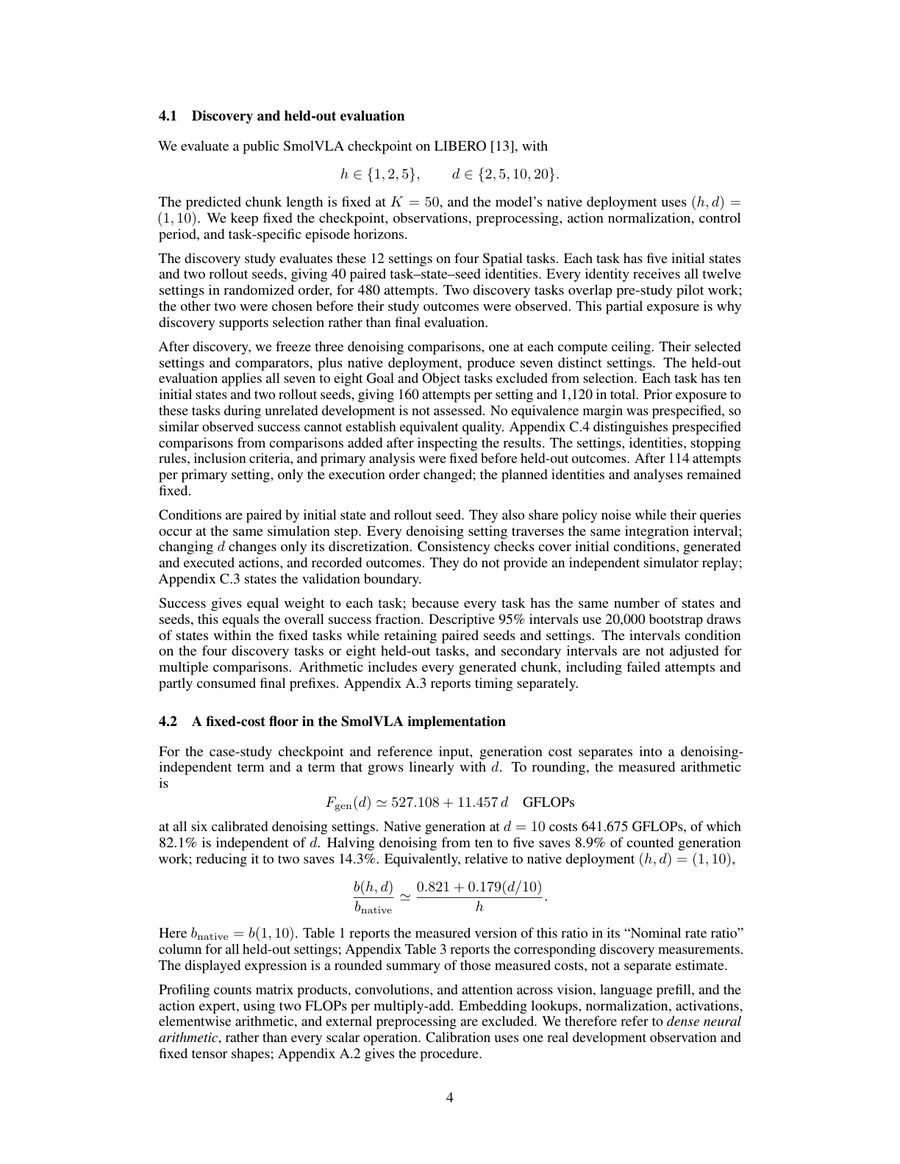 4.1 Discovery and held-out evaluation
We evaluate a public SmolVLA checkpoint on LIBERO [13], with
h ∈ {1, 2, 5}, d ∈ {2, 5, 10, 20}.
The predicted chunk length is fixed at K = 50, and the model's native deployment uses (h, d) =
(1, 10). We keep fixed the checkpoint, observations, preprocessing, action normalization, control
period, and task-specific episode horizons.
The discovery study evaluates these 12 settings on four Spatial tasks. Each task has five initial states
and two rollout seeds, giving 40 paired task–state–seed identities. Every identity receives all twelve
settings in randomized order, for 480 attempts. Two discovery tasks overlap pre-study pilot work;
the other two were chosen before their study outcomes were observed. This partial exposure is why
discovery supports selection rather than final evaluation.
After discovery, we freeze three denoising comparisons, one at each compute ceiling. Their selected
settings and comparators, plus native deployment, produce seven distinct settings. The held-out
evaluation applies all seven to eight Goal and Object tasks excluded from selection. Each task has ten
initial states and two rollout seeds, giving 160 attempts per setting and 1,120 in total. Prior exposure to
these tasks during unrelated development is not assessed. No equivalence margin was prespecified, so
similar observed success cannot establish equivalent quality. Appendix C.4 distinguishes prespecified
comparisons from comparisons added after inspecting the results. The settings, identities, stopping
rules, inclusion criteria, and primary analysis were fixed before held-out outcomes. After 114 attempts
per primary setting, only the execution order changed; the planned identities and analyses remained
fixed.
Conditions are paired by initial state and rollout seed. They also share policy noise while their queries
occur at the same simulation step. Every denoising setting traverses the same integration interval;
changing d changes only its discretization. Consistency checks cover initial conditions, generated
and executed actions, and recorded outcomes. They do not provide an independent simulator replay;
Appendix C.3 states the validation boundary.
Success gives equal weight to each task; because every task has the same number of states and
seeds, this equals the overall success fraction. Descriptive 95% intervals use 20,000 bootstrap draws
of states within the fixed tasks while retaining paired seeds and settings. The intervals condition
on the four discovery tasks or eight held-out tasks, and secondary intervals are not adjusted for
multiple comparisons. Arithmetic includes every generated chunk, including failed attempts and
partly consumed final prefixes. Appendix A.3 reports timing separately.
4.2 A fixed-cost floor in the SmolVLA implementation
For the case-study checkpoint and reference input, generation cost separates into a denoising-
independent term and a term that grows linearly with d. To rounding, the measured arithmetic
is
F_gen(d) ≃ 527.108 + 11.457 d GFLOPs
at all six calibrated denoising settings. Native generation at d = 10 costs 641.675 GFLOPs, of which
82.1% is independent of d. Halving denoising from ten to five saves 8.9% of counted generation
work; reducing it to two saves 14.3%. Equivalently, relative to native deployment (h, d) = (1, 10),
b(h, d) / b_native ≃ 0.821 + 0.179(d/10) / h .
Here b_native = b(1, 10). Table 1 reports the measured version of this ratio in its “Nominal rate ratio”
column for all held-out settings; Appendix Table 3 reports the corresponding discovery measurements.
The displayed expression is a rounded summary of those measured costs, not a separate estimate.
Profiling counts matrix products, convolutions, and attention across vision, language prefill, and the
action expert, using two FLOPs per multiply-add. Embedding lookups, normalization, activations,
elementwise arithmetic, and external preprocessing are excluded. We therefore refer to dense neural
arithmetic, rather than every scalar operation. Calibration uses one real development observation and
fixed tensor shapes; Appendix A.2 gives the procedure.
4